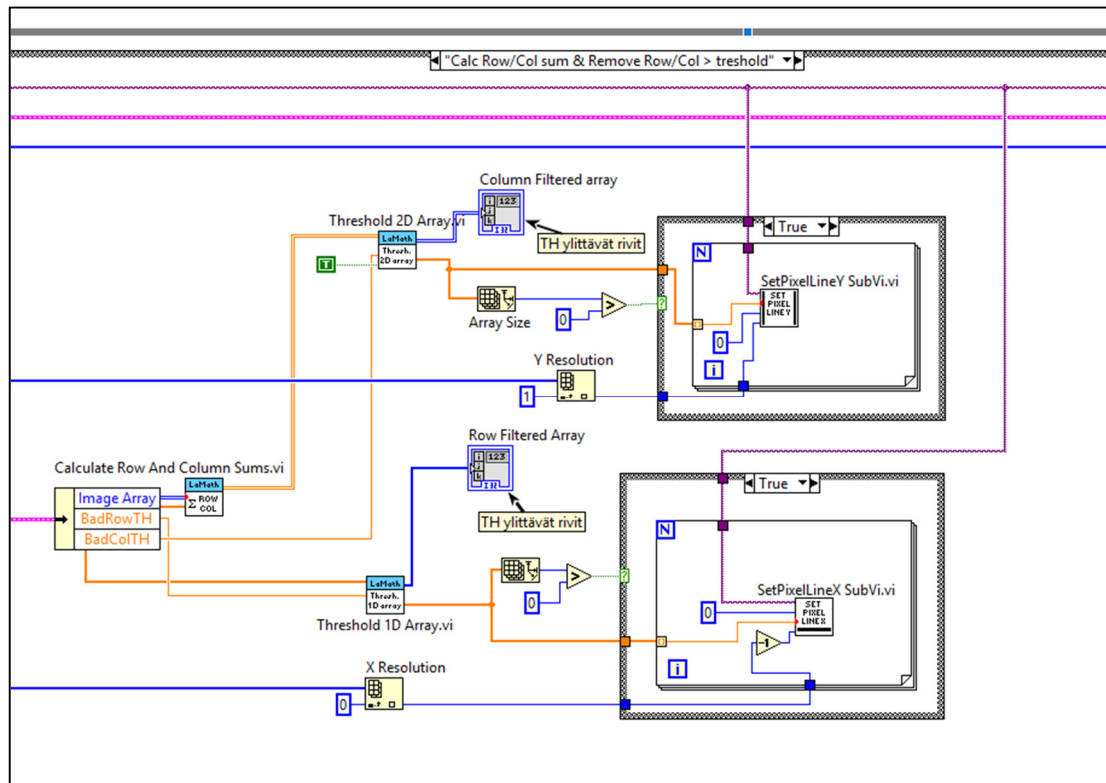 "Calc Row/Col sum & Remove Row/Col > treshold"
Column Filtered array
123
Threshold 2D Array.vi
LaMath
Thresh.
2D array
TH ylittävät rivit
T
True
N
SetPixelLineY SubVi.vi
SET
PIXEL
LINE Y
Array Size
0
>
?
0
i
Y Resolution
1
Row Filtered Array
123
TH ylittävät rivit
Calculate Row And Column Sums.vi
LaMath
Σ ROW
COL
Image Array
BadRowTH
BadColTH
True
N
SetPixelLineX SubVi.vi
SET
PIXEL
LINE X
0
>
?
0
-1
i
LaMath
Thresh.
1D array
Threshold 1D Array.vi
X Resolution
0